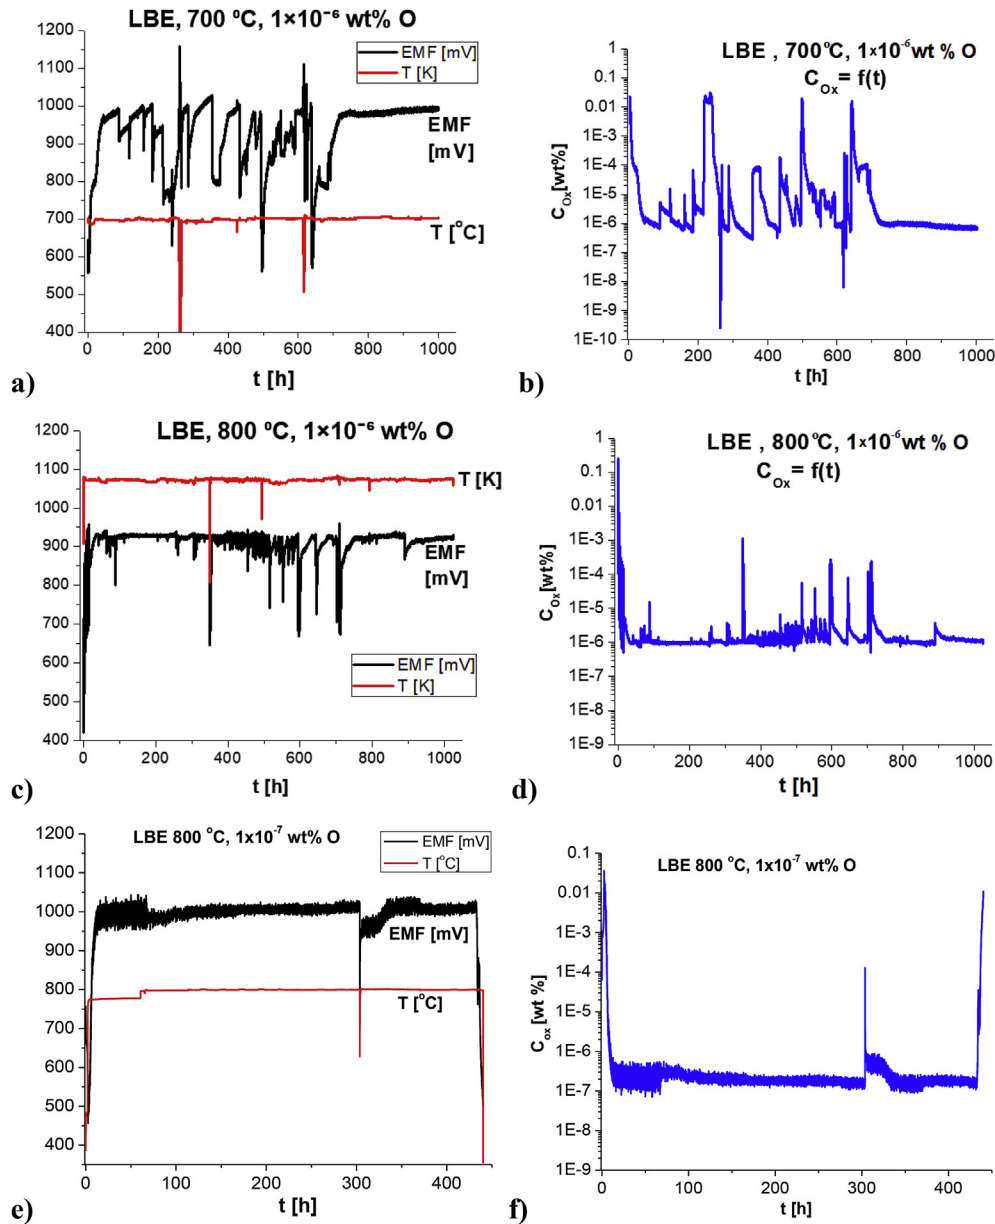 LBE, 700 ºC, 1×10⁻⁶ wt% O
EMF [mV]
T [K]
1200
1100
1000
900
800
700
600
500
400
EMF
[mV]
T [°C]
0
200
400
600
800
1000
t [h]
a)
LBE , 700°C, 1×10⁻⁶wt % O
C_Ox = f(t)
C_Ox [wt%]
1
0.1
0.01
1E-3
1E-4
1E-5
1E-6
1E-7
1E-8
1E-9
1E-10
0
200
400
600
800
1000
t [h]
b)
LBE, 800 ºC, 1×10⁻⁶ wt% O
1200
1100
1000
900
800
700
600
500
400
T [K]
EMF
[mV]
EMF [mV]
T [K]
0
200
400
600
800
1000
t [h]
c)
LBE , 800°C, 1×10⁻⁶wt % O
C_Ox = f(t)
C_Ox [wt%]
1
0.1
0.01
1E-3
1E-4
1E-5
1E-6
1E-7
1E-8
1E-9
0
200
400
600
800
1000
t [h]
d)
LBE 800 °C, 1x10⁻⁷ wt% O
EMF [mV]
T [°C]
1200
1100
1000
900
800
700
600
500
400
EMF [mV]
T [°C]
0
100
200
300
400
t [h]
e)
LBE 800 °C, 1x10⁻⁷ wt% O
C_ox [wt %]
0.1
0.01
1E-3
1E-4
1E-5
1E-6
1E-7
1E-8
1E-9
0
100
200
300
400
t [h]
f)